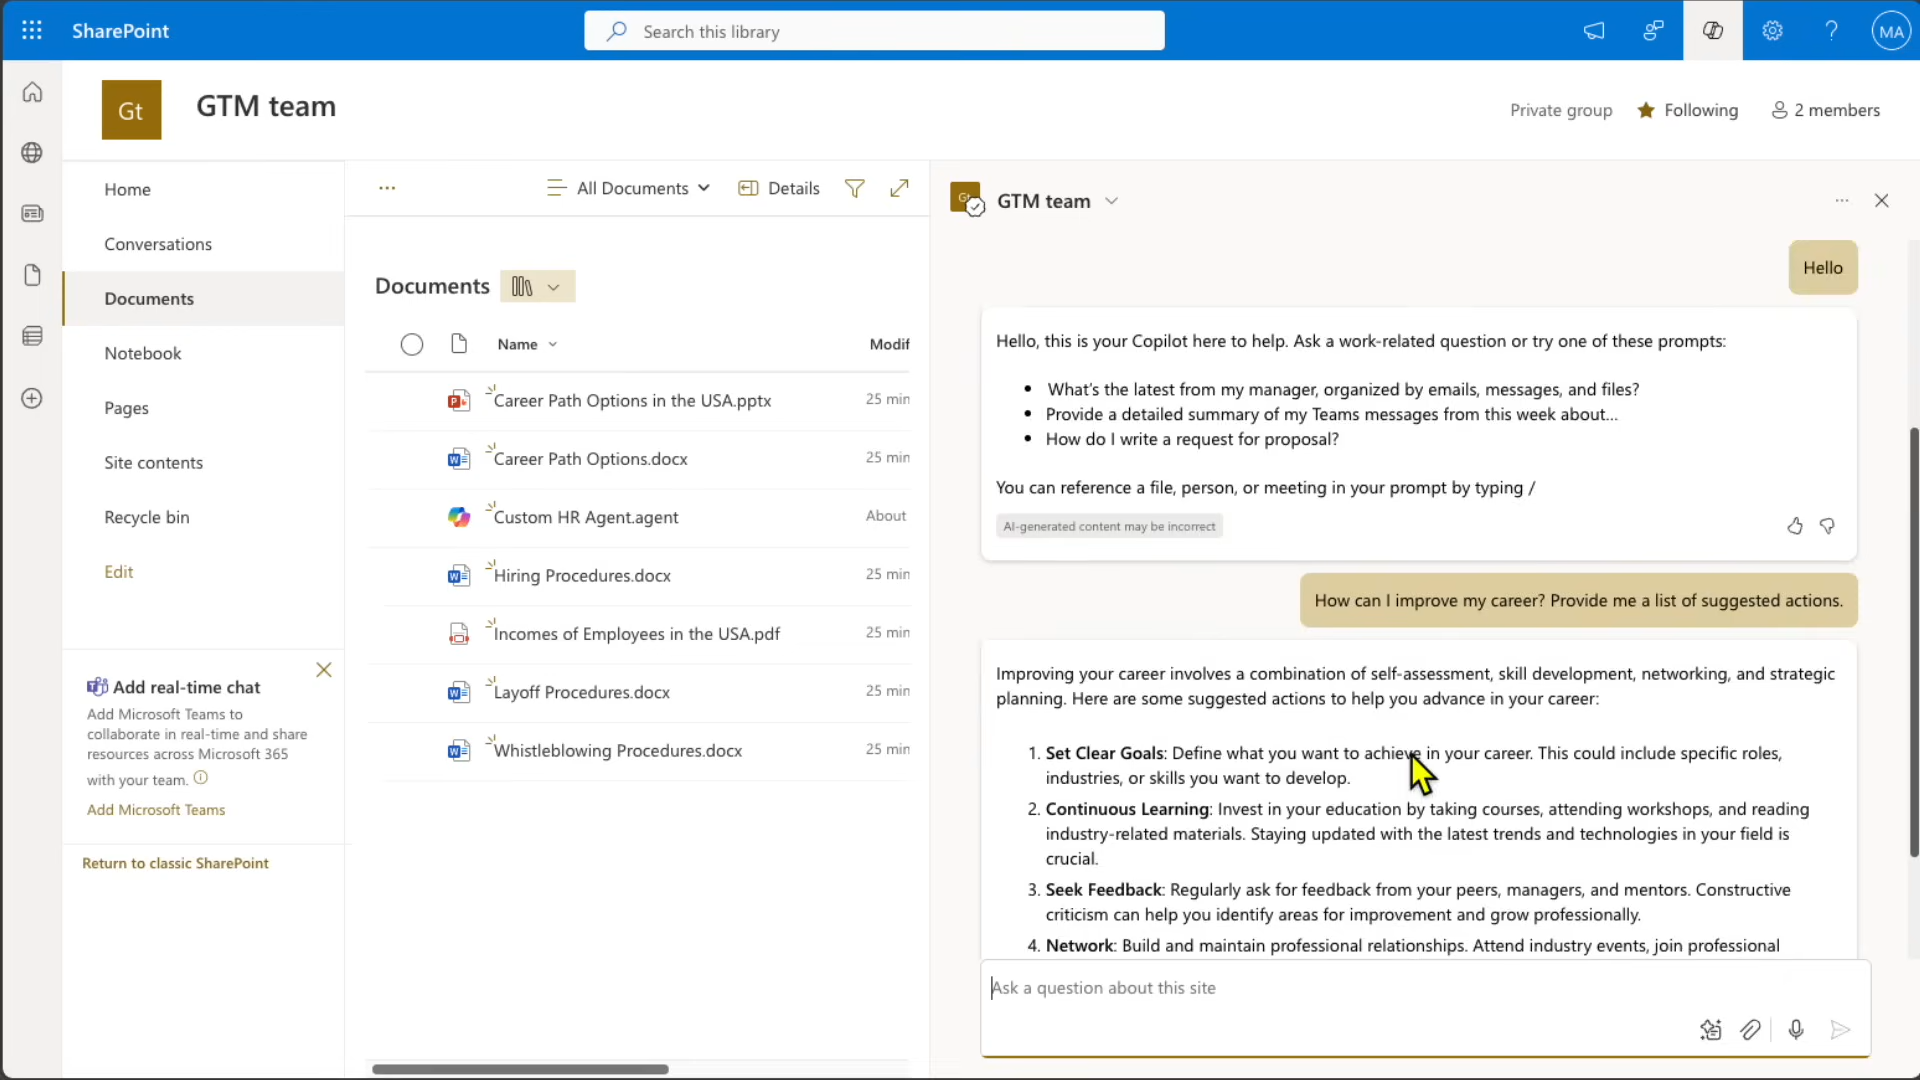 SharePoint
Search this library
MA
Gt
GTM team
Private group
Following
2 members
Home
Conversations
Documents
Notebook
Pages
Site contents
Recycle bin
Edit
Add real-time chat
Add Microsoft Teams to
collaborate in real-time and share
resources across Microsoft 365
with your team.
Add Microsoft Teams
Return to classic SharePoint
All Documents
Details
Documents
Name
Modif
Career Path Options in the USA.pptx
25 min
Career Path Options.docx
25 min
Custom HR Agent.agent
About
Hiring Procedures.docx
25 min
Incomes of Employees in the USA.pdf
25 min
Layoff Procedures.docx
25 min
Whistleblowing Procedures.docx
25 min
GTM team
Hello
Hello, this is your Copilot here to help. Ask a work-related question or try one of these prompts:
• What's the latest from my manager, organized by emails, messages, and files?
• Provide a detailed summary of my Teams messages from this week about...
• How do I write a request for proposal?
You can reference a file, person, or meeting in your prompt by typing /
AI-generated content may be incorrect
How can I improve my career? Provide me a list of suggested actions.
Improving your career involves a combination of self-assessment, skill development, networking, and strategic
planning. Here are some suggested actions to help you advance in your career:
1. Set Clear Goals: Define what you want to achieve in your career. This could include specific roles,
industries, or skills you want to develop.
2. Continuous Learning: Invest in your education by taking courses, attending workshops, and reading
industry-related materials. Staying updated with the latest trends and technologies in your field is
crucial.
3. Seek Feedback: Regularly ask for feedback from your peers, managers, and mentors. Constructive
criticism can help you identify areas for improvement and grow professionally.
4. Network: Build and maintain professional relationships. Attend industry events, join professional
Ask a question about this site